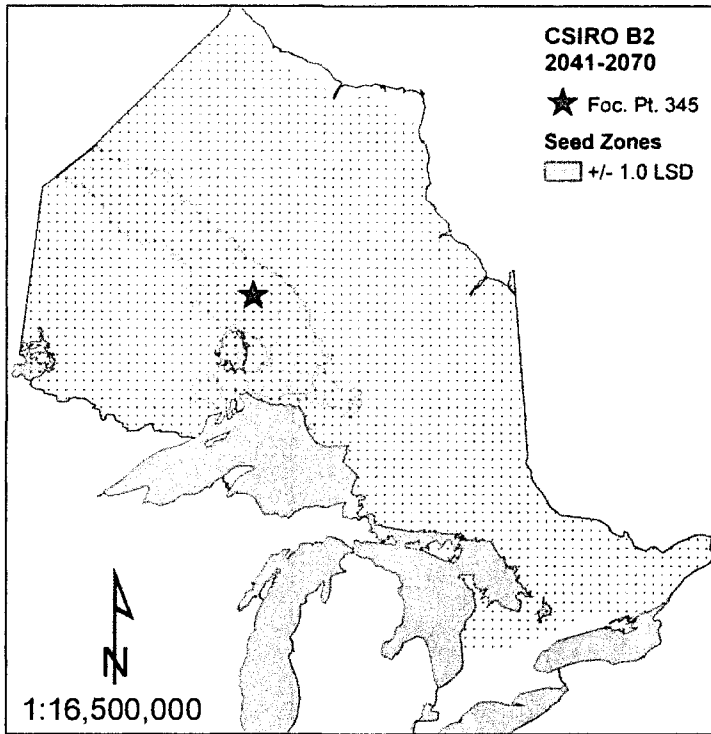 CSIRO B2
2041-2070
Foc. Pt. 345
Seed Zones
+/- 1.0 LSD
N
1:16,500,000